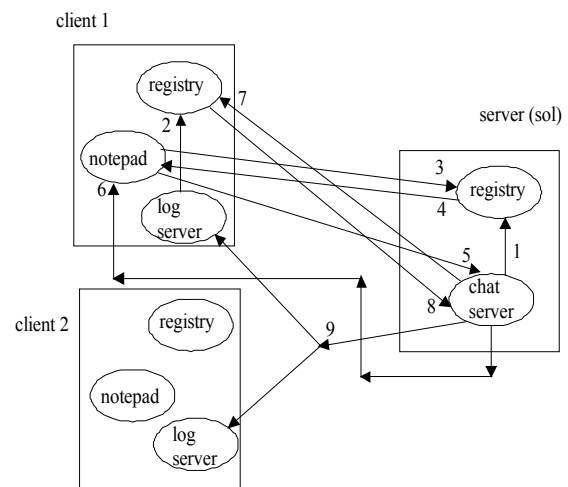 client 1
registry
7
2
server (sol)
notepad
3
6
4
registry
log
server
5
1
8
chat
server
client 2
registry
9
notepad
log
server